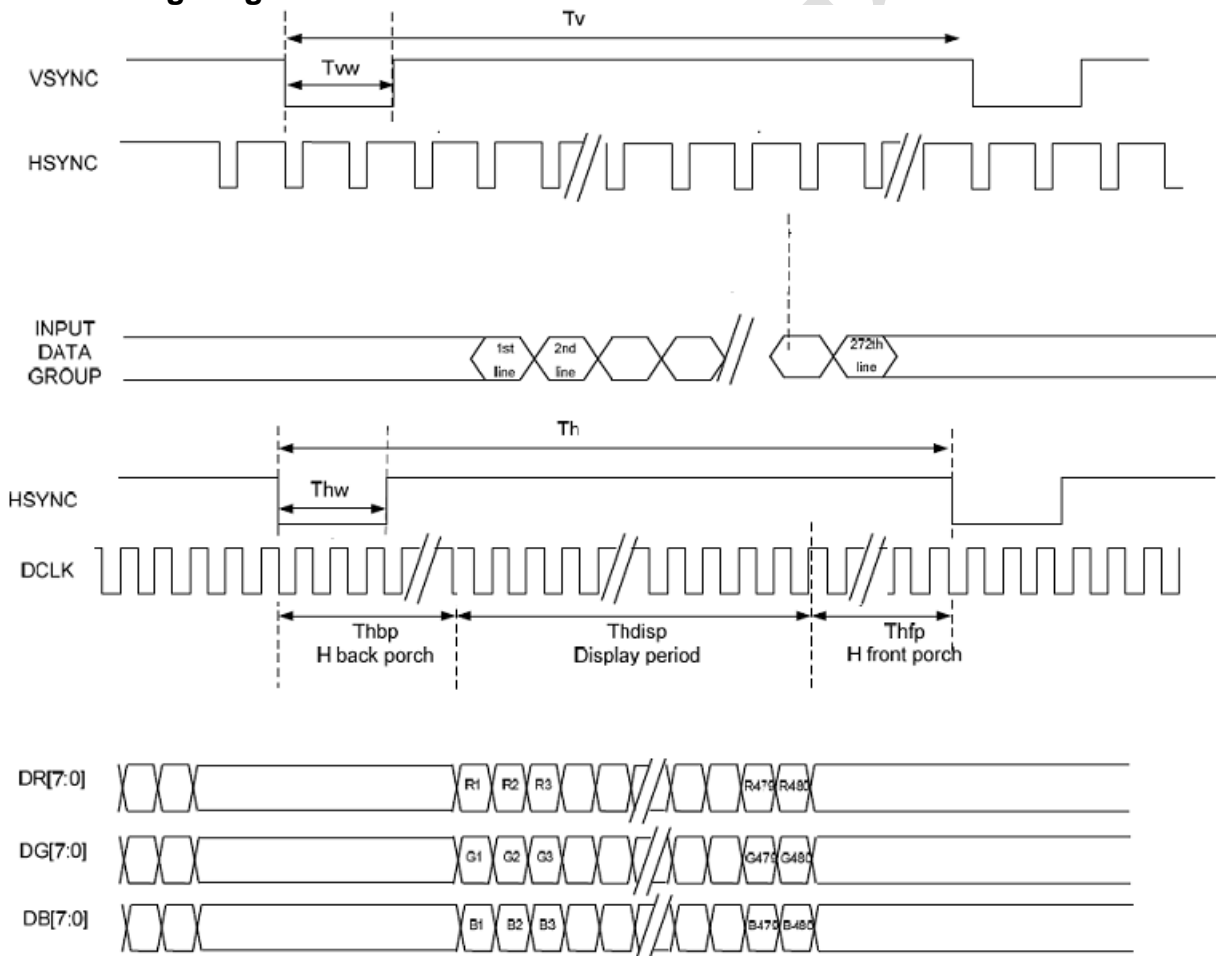 Tv
Tvw
VSYNC
HSYNC
INPUT
DATA
GROUP
1st
line
2nd
line
272th
line
Th
Thw
HSYNC
DCLK
Thbp
H back porch
Thdisp
Display period
Thfp
H front porch
DR[7:0]
R1 R2 R3 R479 R480
DG[7:0]
G1 G2 G3 G479 G480
DB[7:0]
B1 B2 B3 B479 B480